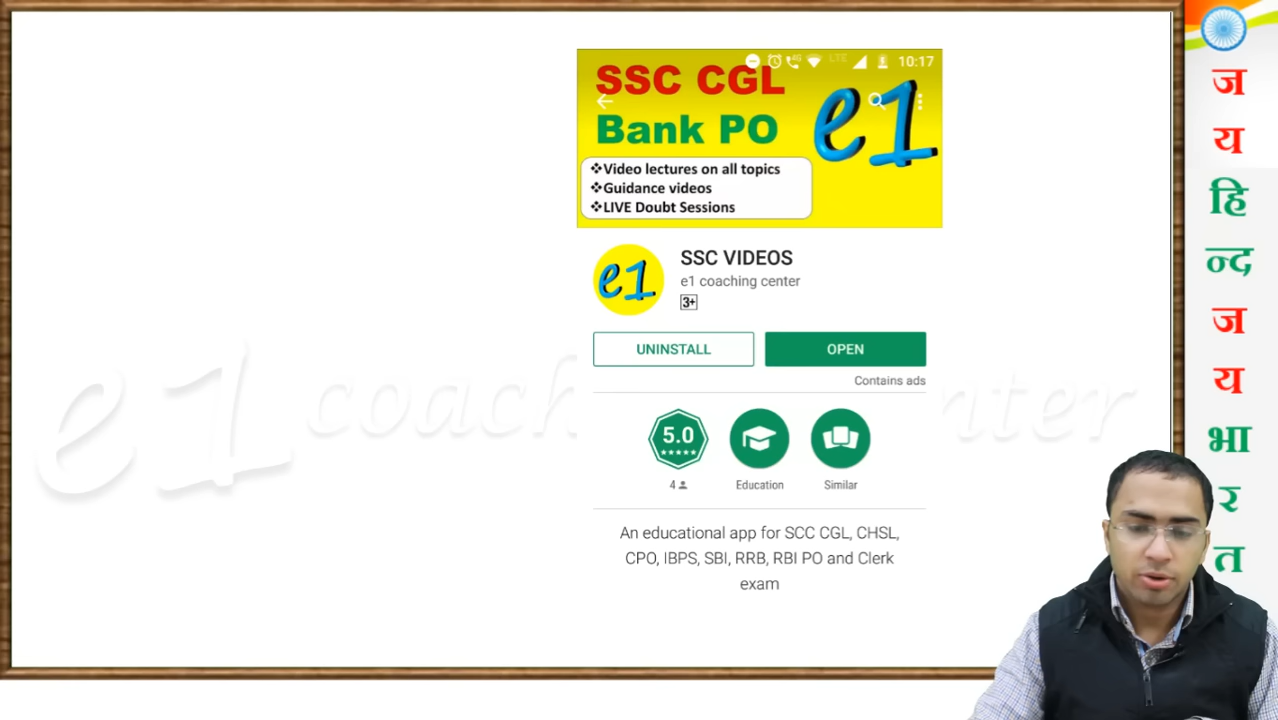 SSC CGL
Bank PO
e1
LTE
4G
10:17
❖Video lectures on all topics
❖Guidance videos
❖LIVE Doubt Sessions
e1
SSC VIDEOS
e1 coaching center
3+
UNINSTALL
OPEN
Contains ads
5.0
4
Education
Similar
An educational app for SCC CGL, CHSL,
CPO, IBPS, SBI, RRB, RBI PO and Clerk
exam
e1 coach nter
ज
य
हि
न्द
ज
य
भा
र
त